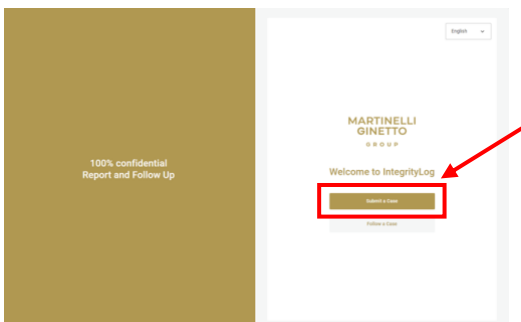 English
MARTINELLI
GINETTO
GROUP
100% confidential
Report and Follow Up
Welcome to IntegrityLog
Submit a Case
Follow a Case